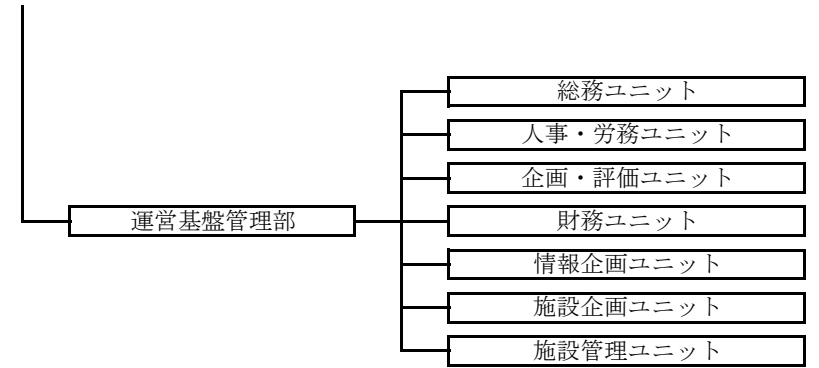 総務ユニット
人事・労務ユニット
企画・評価ユニット
運営基盤管理部
財務ユニット
情報企画ユニット
施設企画ユニット
施設管理ユニット